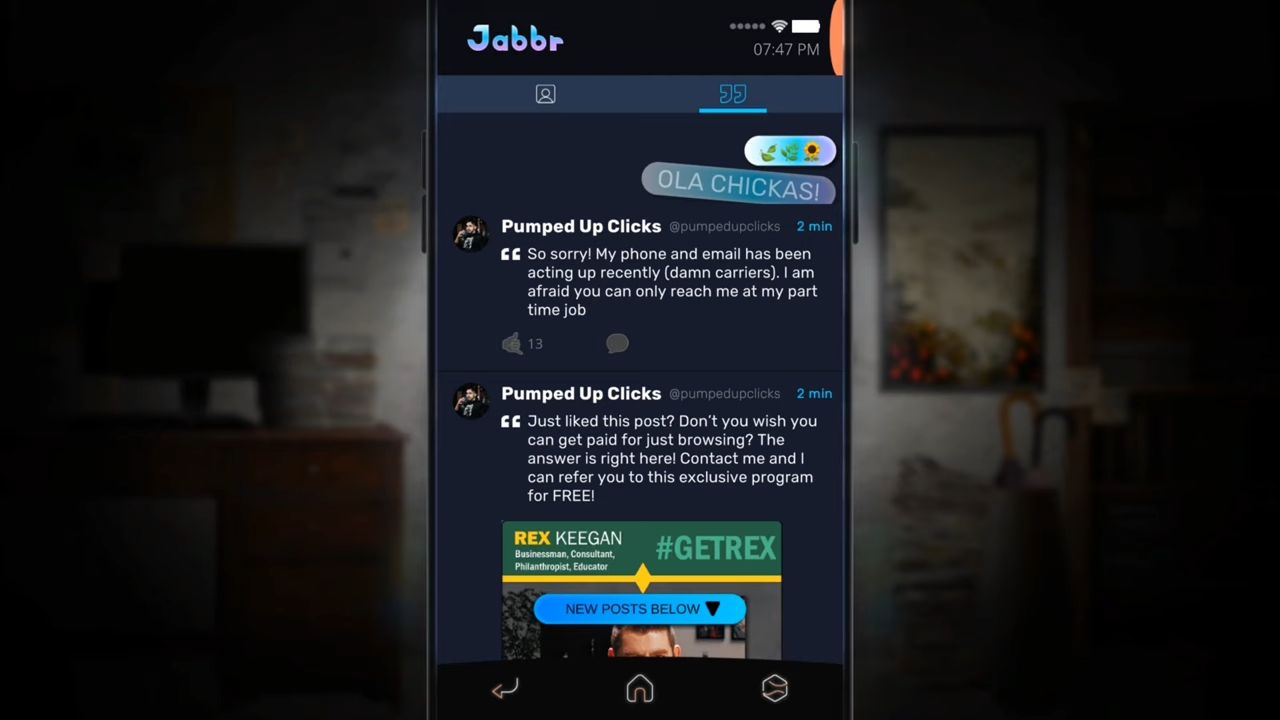 Jabbr
07:47 PM
OLA CHICKAS!
Pumped Up Clicks @pumpedupclicks 2 min
So sorry! My phone and email has been
acting up recently (damn carriers). I am
afraid you can only reach me at my part
time job
13
Pumped Up Clicks @pumpedupclicks 2 min
Just liked this post? Don’t you wish you
can get paid for just browsing? The
answer is right here! Contact me and I
can refer you to this exclusive program
for FREE!
REX KEEGAN
Businessman, Consultant,
Philanthropist, Educator
#GETREX
NEW POSTS BELOW